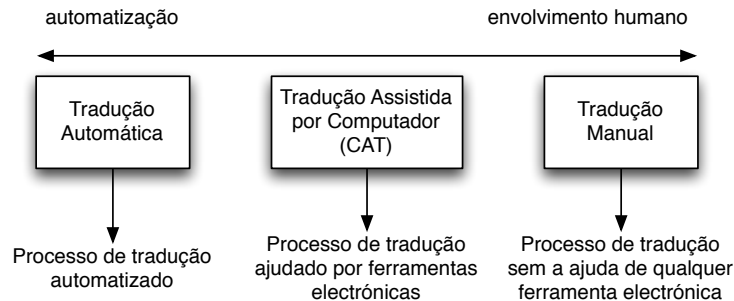 automatização
envolvimento humano
Tradução
Automática
Tradução Assistida
por Computador
(CAT)
Tradução
Manual
Processo de tradução
automatizado
Processo de tradução
ajudado por ferramentas
electrónicas
Processo de tradução
sem a ajuda de qualquer
ferramenta electrónica